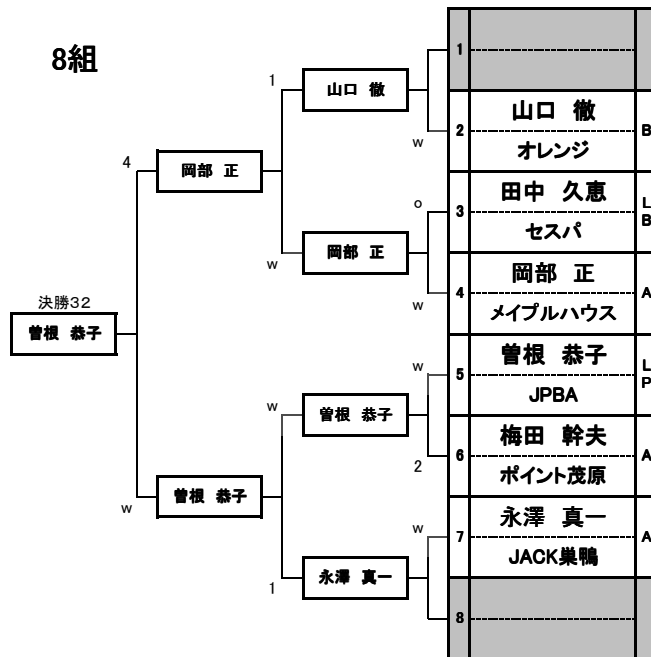 8組
1
1
山口 徹
w
2
山口 徹
オレンジ
B
4
岡部 正
o
3
田中 久恵
セスパ
L
B
w
岡部 正
w
4
岡部 正
メイプルハウス
A
決勝32
曽根 恭子
w
5
曽根 恭子
JPBA
L
P
w
曽根 恭子
2
6
梅田 幹夫
ポイント茂原
A
w
曽根 恭子
w
7
永澤 真一
JACK巣鴨
A
1
永澤 真一
8